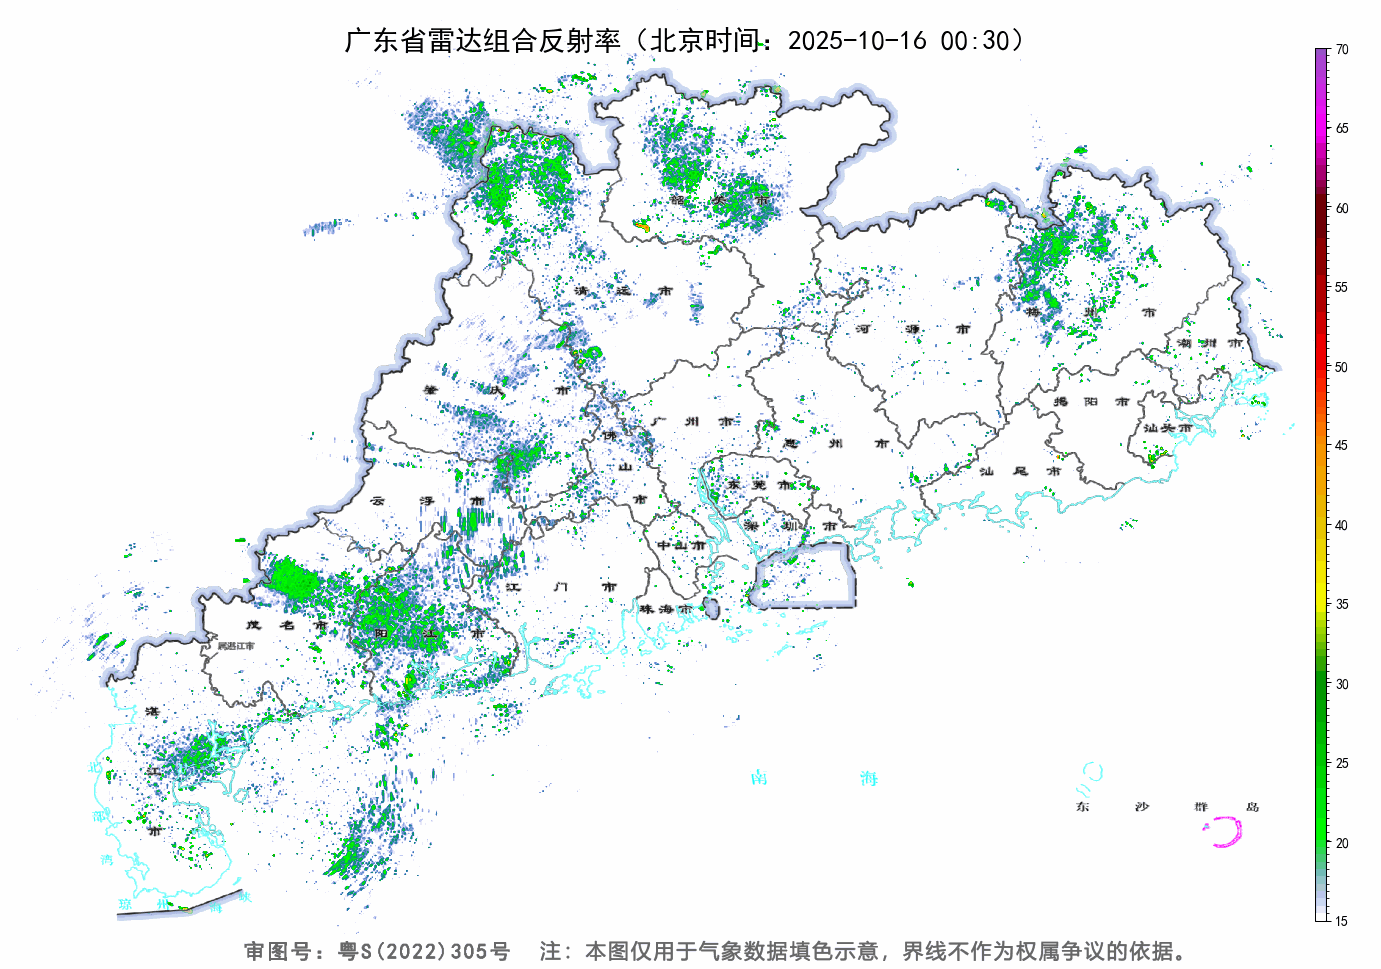 广东省雷达组合反射率（北京时间：2025-10-16 00:30）
70
65
60
55
50
45
40
35
30
25
20
15
韶 关 市
清 远 市
河 源 市
梅 州 市
潮 州 市
肇 庆 市
广 州 市
佛 山 市
惠 州 市
揭 阳 市
汕头市
汕 尾 市
云 浮 市
东 莞 市
深 圳 市
中山市
江 门 市
珠海市
茂 名 市
阳 江 市
属湛江市
湛 江 市
北 部 湾
琼 州 海 峡
南 海
东 沙 群 岛
审图号：粤S(2022)305号 注：本图仅用于气象数据填色示意，界线不作为权属争议的依据。